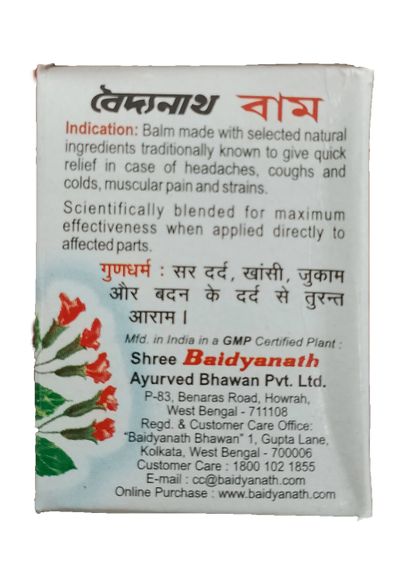 বৈদ্যনাথ বাম
Indication: Balm made with selected natural
ingredients traditionally known to give quick
relief in case of headaches, coughs and
colds, muscular pain and strains.
Scientifically blended for maximum
effectiveness when applied directly to
affected parts.
गुणधर्म : सर दर्द, खांसी, जुकाम
और बदन के दर्द से तुरन्त
आराम ।
Mfd. in India in a GMP Certified Plant :
Shree Baidyanath
Ayurved Bhawan Pvt. Ltd.
P-83, Benaras Road, Howrah,
West Bengal - 711108
Regd. & Customer Care Office:
"Baidyanath Bhawan" 1, Gupta Lane,
Kolkata, West Bengal - 700006
Customer Care : 1800 102 1855
E-mail : cc@baidyanath.com
Online Purchase : www.baidyanath.com